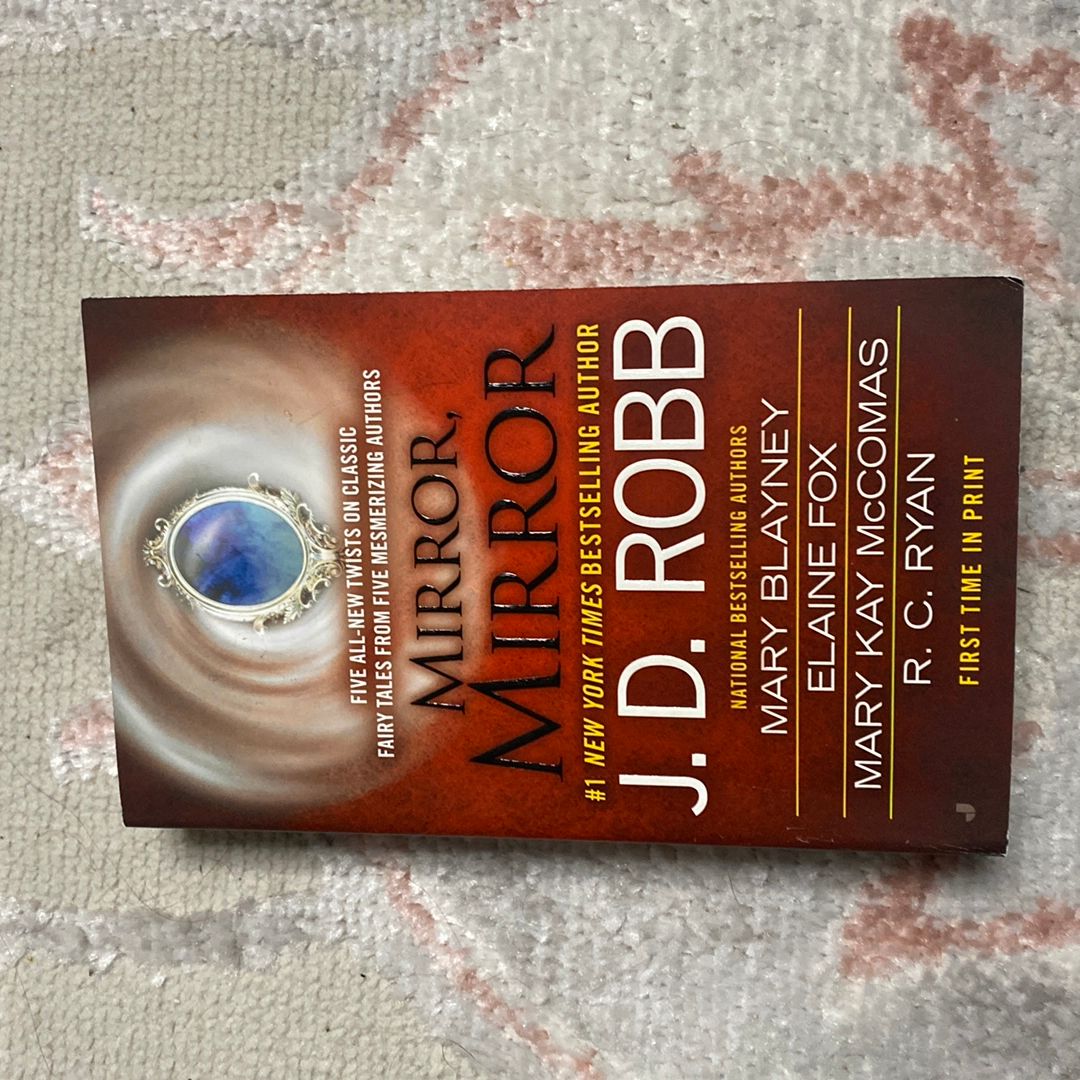 FIVE ALL-NEW TWISTS ON CLASSIC
FAIRY TALES FROM FIVE MESMERIZING AUTHORS
MIRROR,
MIRROR
#1 NEW YORK TIMES BESTSELLING AUTHOR
J. D. ROBB
NATIONAL BESTSELLING AUTHORS
MARY BLAYNEY
ELAINE FOX
MARY KAY McCOMAS
R. C. RYAN
FIRST TIME IN PRINT
J